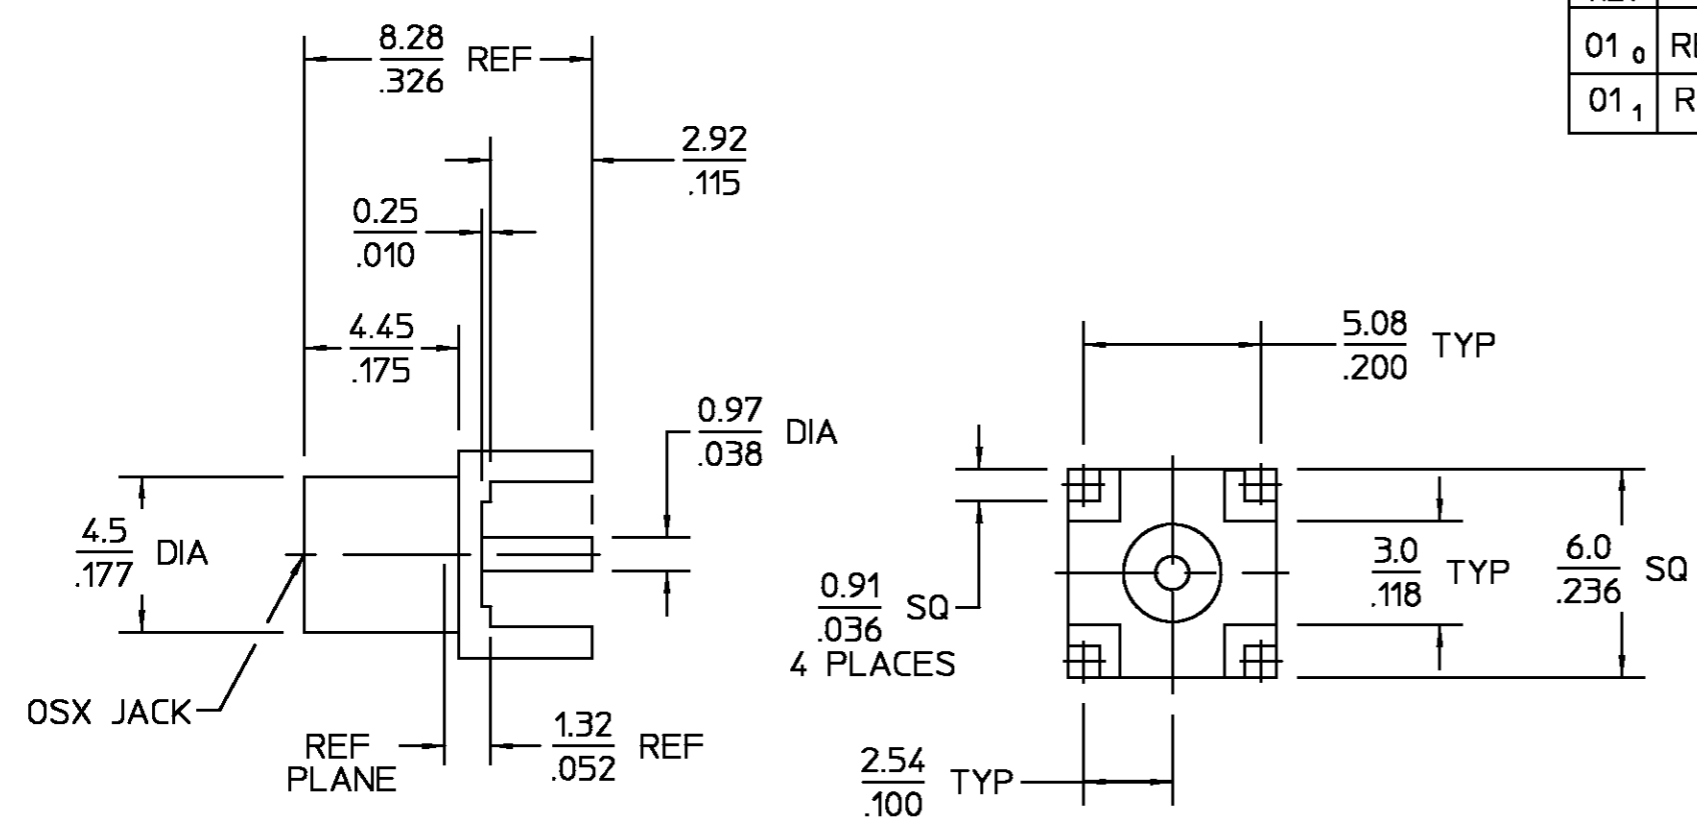 8.28
.326
REF
2.92
.115
0.25
.010
4.45
.175
0.97
.038
DIA
4.5
.177
DIA
OSX JACK
REF
PLANE
1.32
.052
REF
01 0
01 1
5.08
.200
TYP
0.91
.036
SQ
4 PLACES
3.0
.118
TYP
6.0
.236
SQ
2.54
.100
TYP